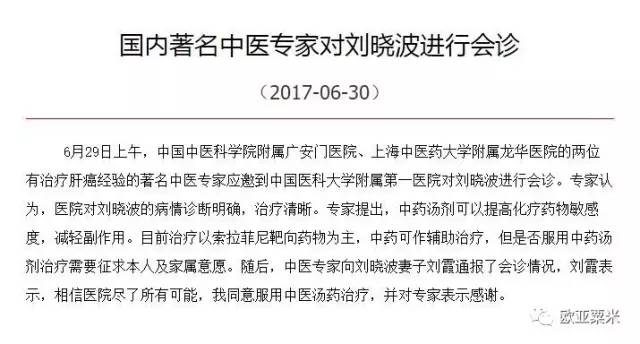 国内著名中医专家对刘晓波进行会诊
（2017-06-30）
6月29日上午，中国中医科学院附属广安门医院、上海中医药大学附属龙华医院的两位
有治疗肝癌经验的著名中医专家应邀到中国医科大学附属第一医院对刘晓波进行会诊。专家认
为，医院对刘晓波的病情诊断明确，治疗清晰。专家提出，中药汤剂可以提高化疗药物敏感
度，减轻副作用。目前治疗以索拉菲尼靶向药物为主，中药可作辅助治疗，但是否服用中药汤
剂治疗需要征求本人及家属意愿。随后，中医专家向刘晓波妻子刘霞通报了会诊情况，刘霞表
示，相信医院尽了所有可能，我同意服用中医汤药治疗，并对专家表示感谢。
欧亚粟米